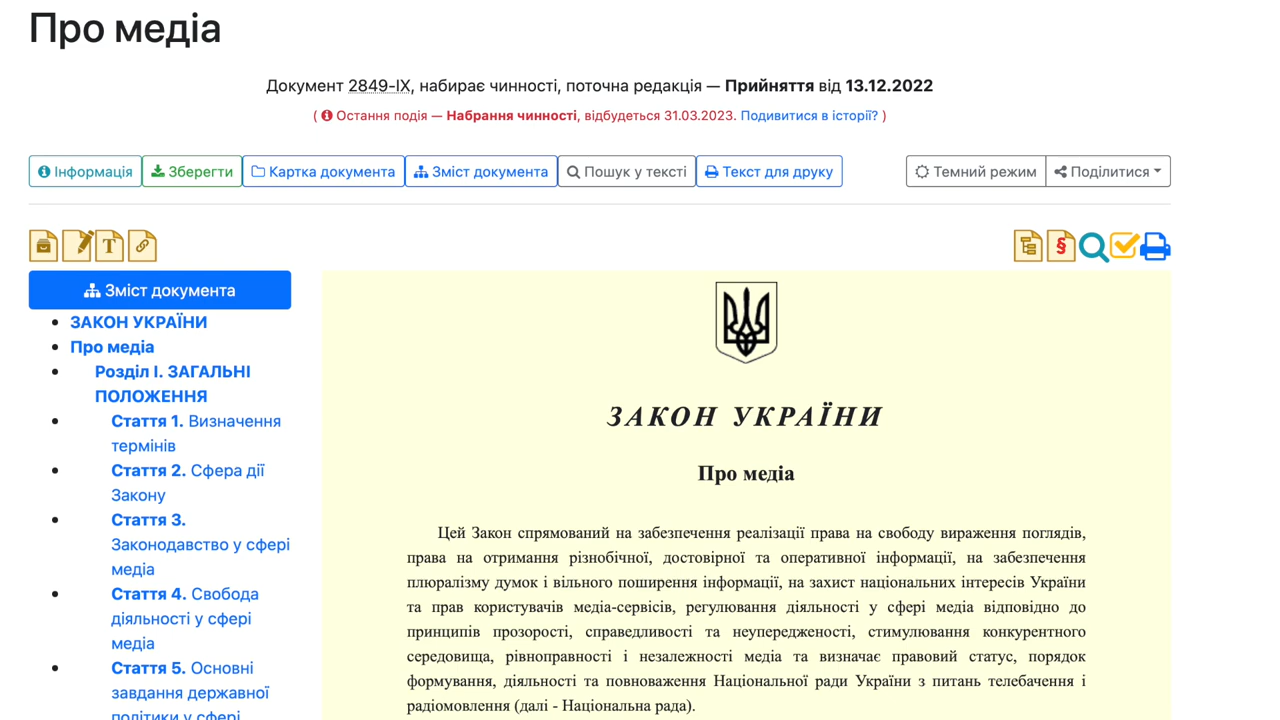 Про медіа
Документ 2849-IX, набирає чинності, поточна редакція — Прийняття від 13.12.2022
( Остання подія — Набрання чинності, відбудеться 31.03.2023. Подивитися в історії? )
Інформація Зберегти Картка документа Зміст документа Пошук у тексті Текст для друку Темний режим Поділитися
T §
Зміст документа
ЗАКОН УКРАЇНИ
Про медіа
Розділ I. ЗАГАЛЬНІ
ПОЛОЖЕННЯ
Стаття 1. Визначення
термінів
Стаття 2. Сфера дії
Закону
Стаття 3.
Законодавство у сфері
медіа
Стаття 4. Свобода
діяльності у сфері
медіа
Стаття 5. Основні
завдання державної
політики у сфері
ЗАКОН УКРАЇНИ
Про медіа
Цей Закон спрямований на забезпечення реалізації права на свободу вираження поглядів,
права на отримання різнобічної, достовірної та оперативної інформації, на забезпечення
плюралізму думок і вільного поширення інформації, на захист національних інтересів України
та прав користувачів медіа-сервісів, регулювання діяльності у сфері медіа відповідно до
принципів прозорості, справедливості та неупередженості, стимулювання конкурентного
середовища, рівноправності і незалежності медіа та визначає правовий статус, порядок
формування, діяльності та повноваження Національної ради України з питань телебачення і
радіомовлення (далі - Національна рада).